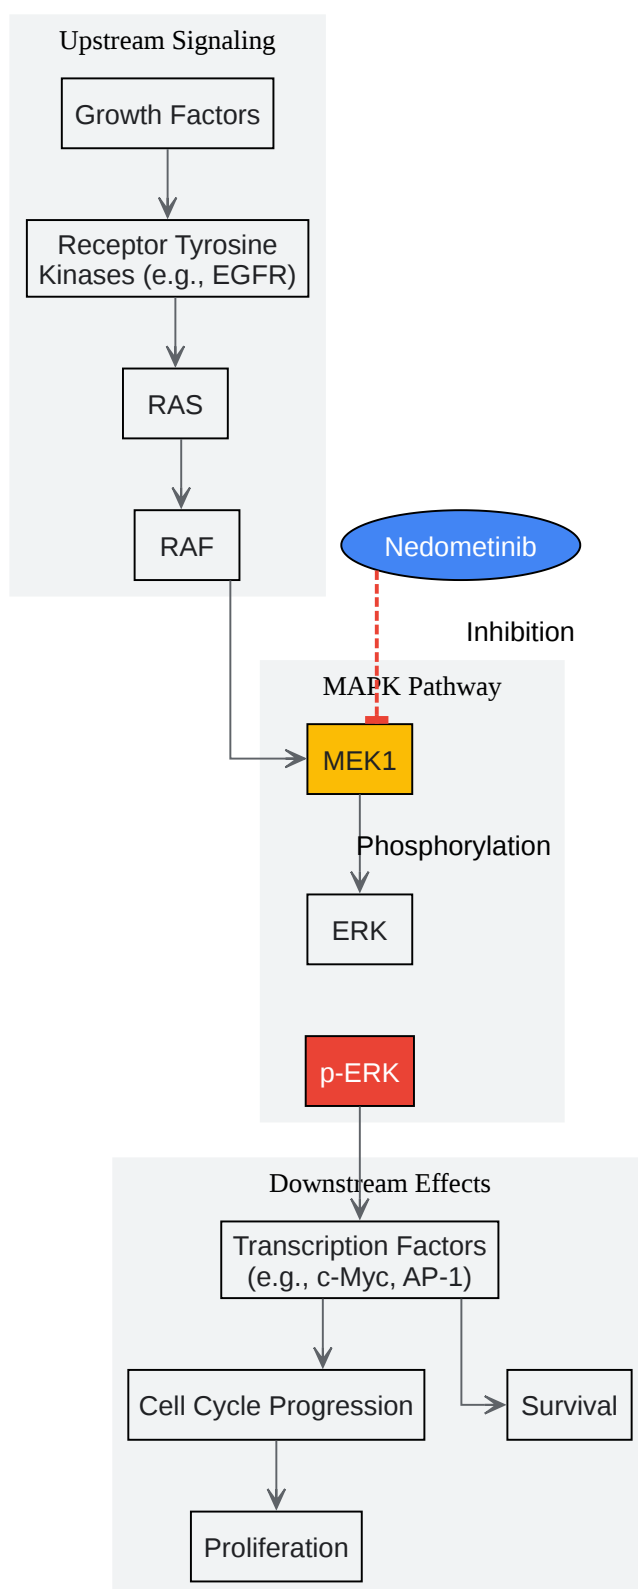 Upstream Signaling
Growth Factors
Receptor Tyrosine
Kinases (e.g., EGFR)
RAS
RAF
Nedometinib
Inhibition
MAPK Pathway
MEK1
Phosphorylation
ERK
p-ERK
Downstream Effects
Transcription Factors
(e.g., c-Myc, AP-1)
Cell Cycle Progression
Survival
Proliferation